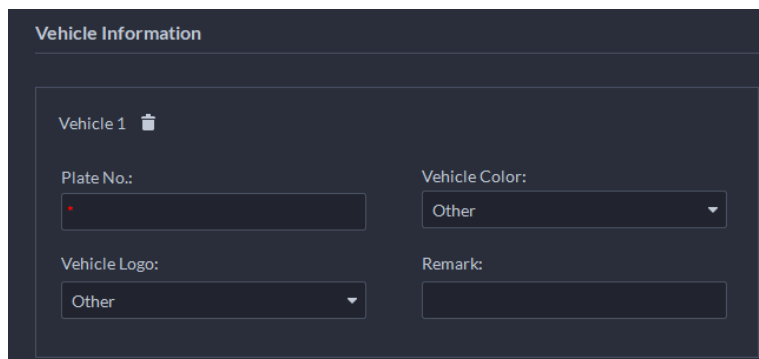 Vehicle Information
Vehicle 1
Plate No.:
Vehicle Color:
*
Other
Vehicle Logo:
Remark:
Other